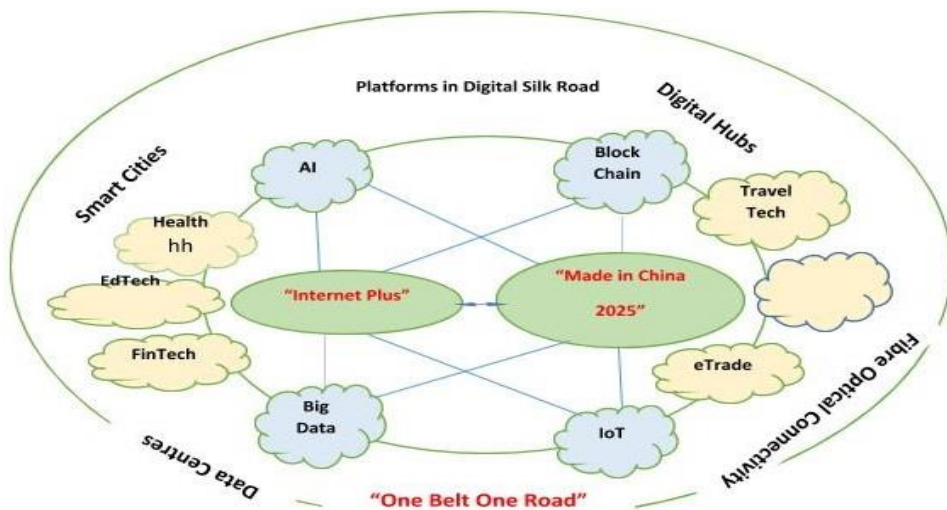 Platforms in Digital Silk Road
Digital Hubs
Smart Cities
AI
Block
Chain
Travel
Tech
Health
hh
EdTech
"Internet Plus"
"Made in China
2025"
FinTech
eTrade
Big
Data
IoT
Fibre Optical Connectivity
Data Centres
"One Belt One Road"